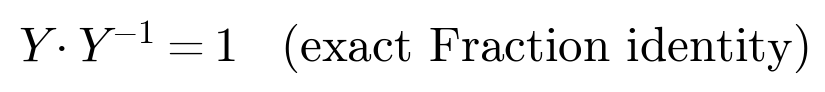 Y · Y⁻¹ = 1 (exact Fraction identity)